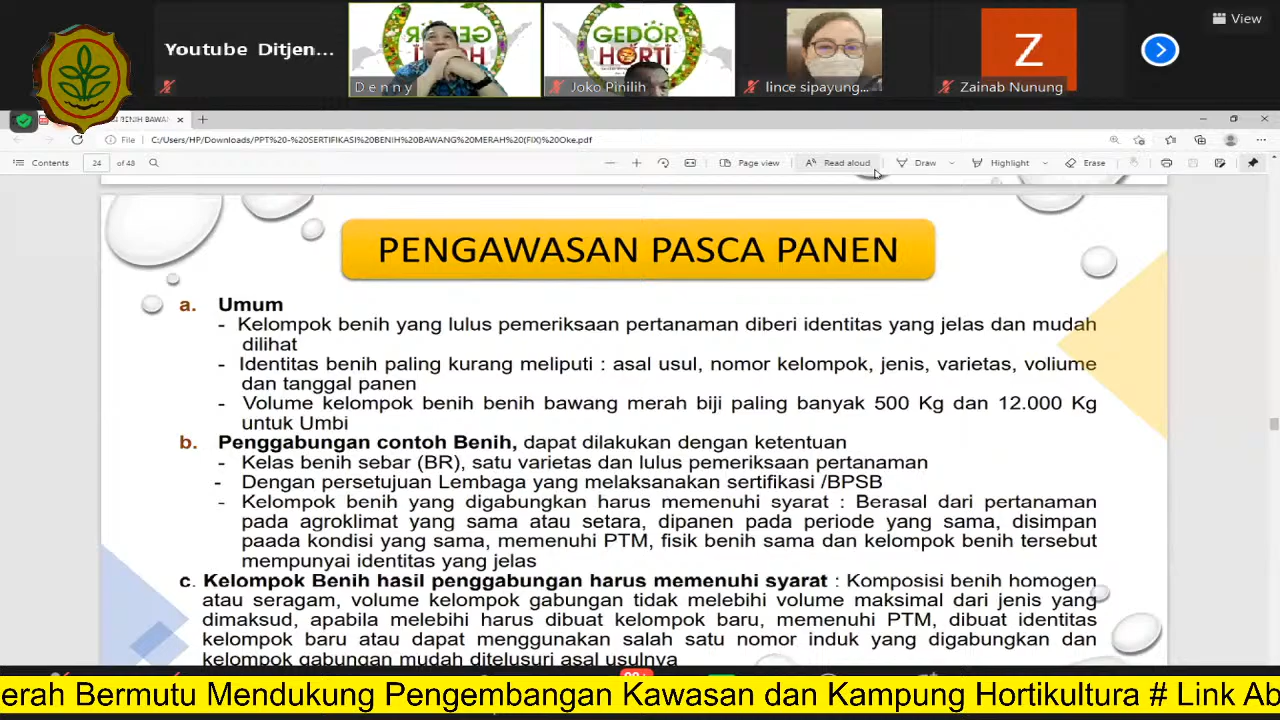 View
Youtube Ditjen...
GEDOR
HORTI
GEDOR
HORTI
Z
Denny
Joko Pinilih
lince sipayung...
Zainab Nunung
BENIH BAWAN
File
C:/Users/HP/Downloads/PPT%20-%20SERTIFIKASI%20BENIH%20BAWANG%20MERAH%20(FIX)%20Oke.pdf
Contents
24
of 48
Page view
Read aloud
Draw
Highlight
Erase
PENGAWASAN PASCA PANEN
a. Umum
- Kelompok benih yang lulus pemeriksaan pertanaman diberi identitas yang jelas dan mudah
dilihat
- Identitas benih paling kurang meliputi : asal usul, nomor kelompok, jenis, varietas, voliume
dan tanggal panen
- Volume kelompok benih benih bawang merah biji paling banyak 500 Kg dan 12.000 Kg
untuk Umbi
b. Penggabungan contoh Benih, dapat dilakukan dengan ketentuan
- Kelas benih sebar (BR), satu varietas dan lulus pemeriksaan pertanaman
- Dengan persetujuan Lembaga yang melaksanakan sertifikasi /BPSB
- Kelompok benih yang digabungkan harus memenuhi syarat : Berasal dari pertanaman
pada agroklimat yang sama atau setara, dipanen pada periode yang sama, disimpan
paada kondisi yang sama, memenuhi PTM, fisik benih sama dan kelompok benih tersebut
mempunyai identitas yang jelas
c. Kelompok Benih hasil penggabungan harus memenuhi syarat : Komposisi benih homogen
atau seragam, volume kelompok gabungan tidak melebihi volume maksimal dari jenis yang
dimaksud, apabila melebihi harus dibuat kelompok baru, memenuhi PTM, dibuat identitas
kelompok baru atau dapat menggunakan salah satu nomor induk yang digabungkan dan
kelompok gabungan mudah ditelusuri asal usulnya
erah Bermutu Mendukung Pengembangan Kawasan dan Kampung Hortikultura # Link Ab